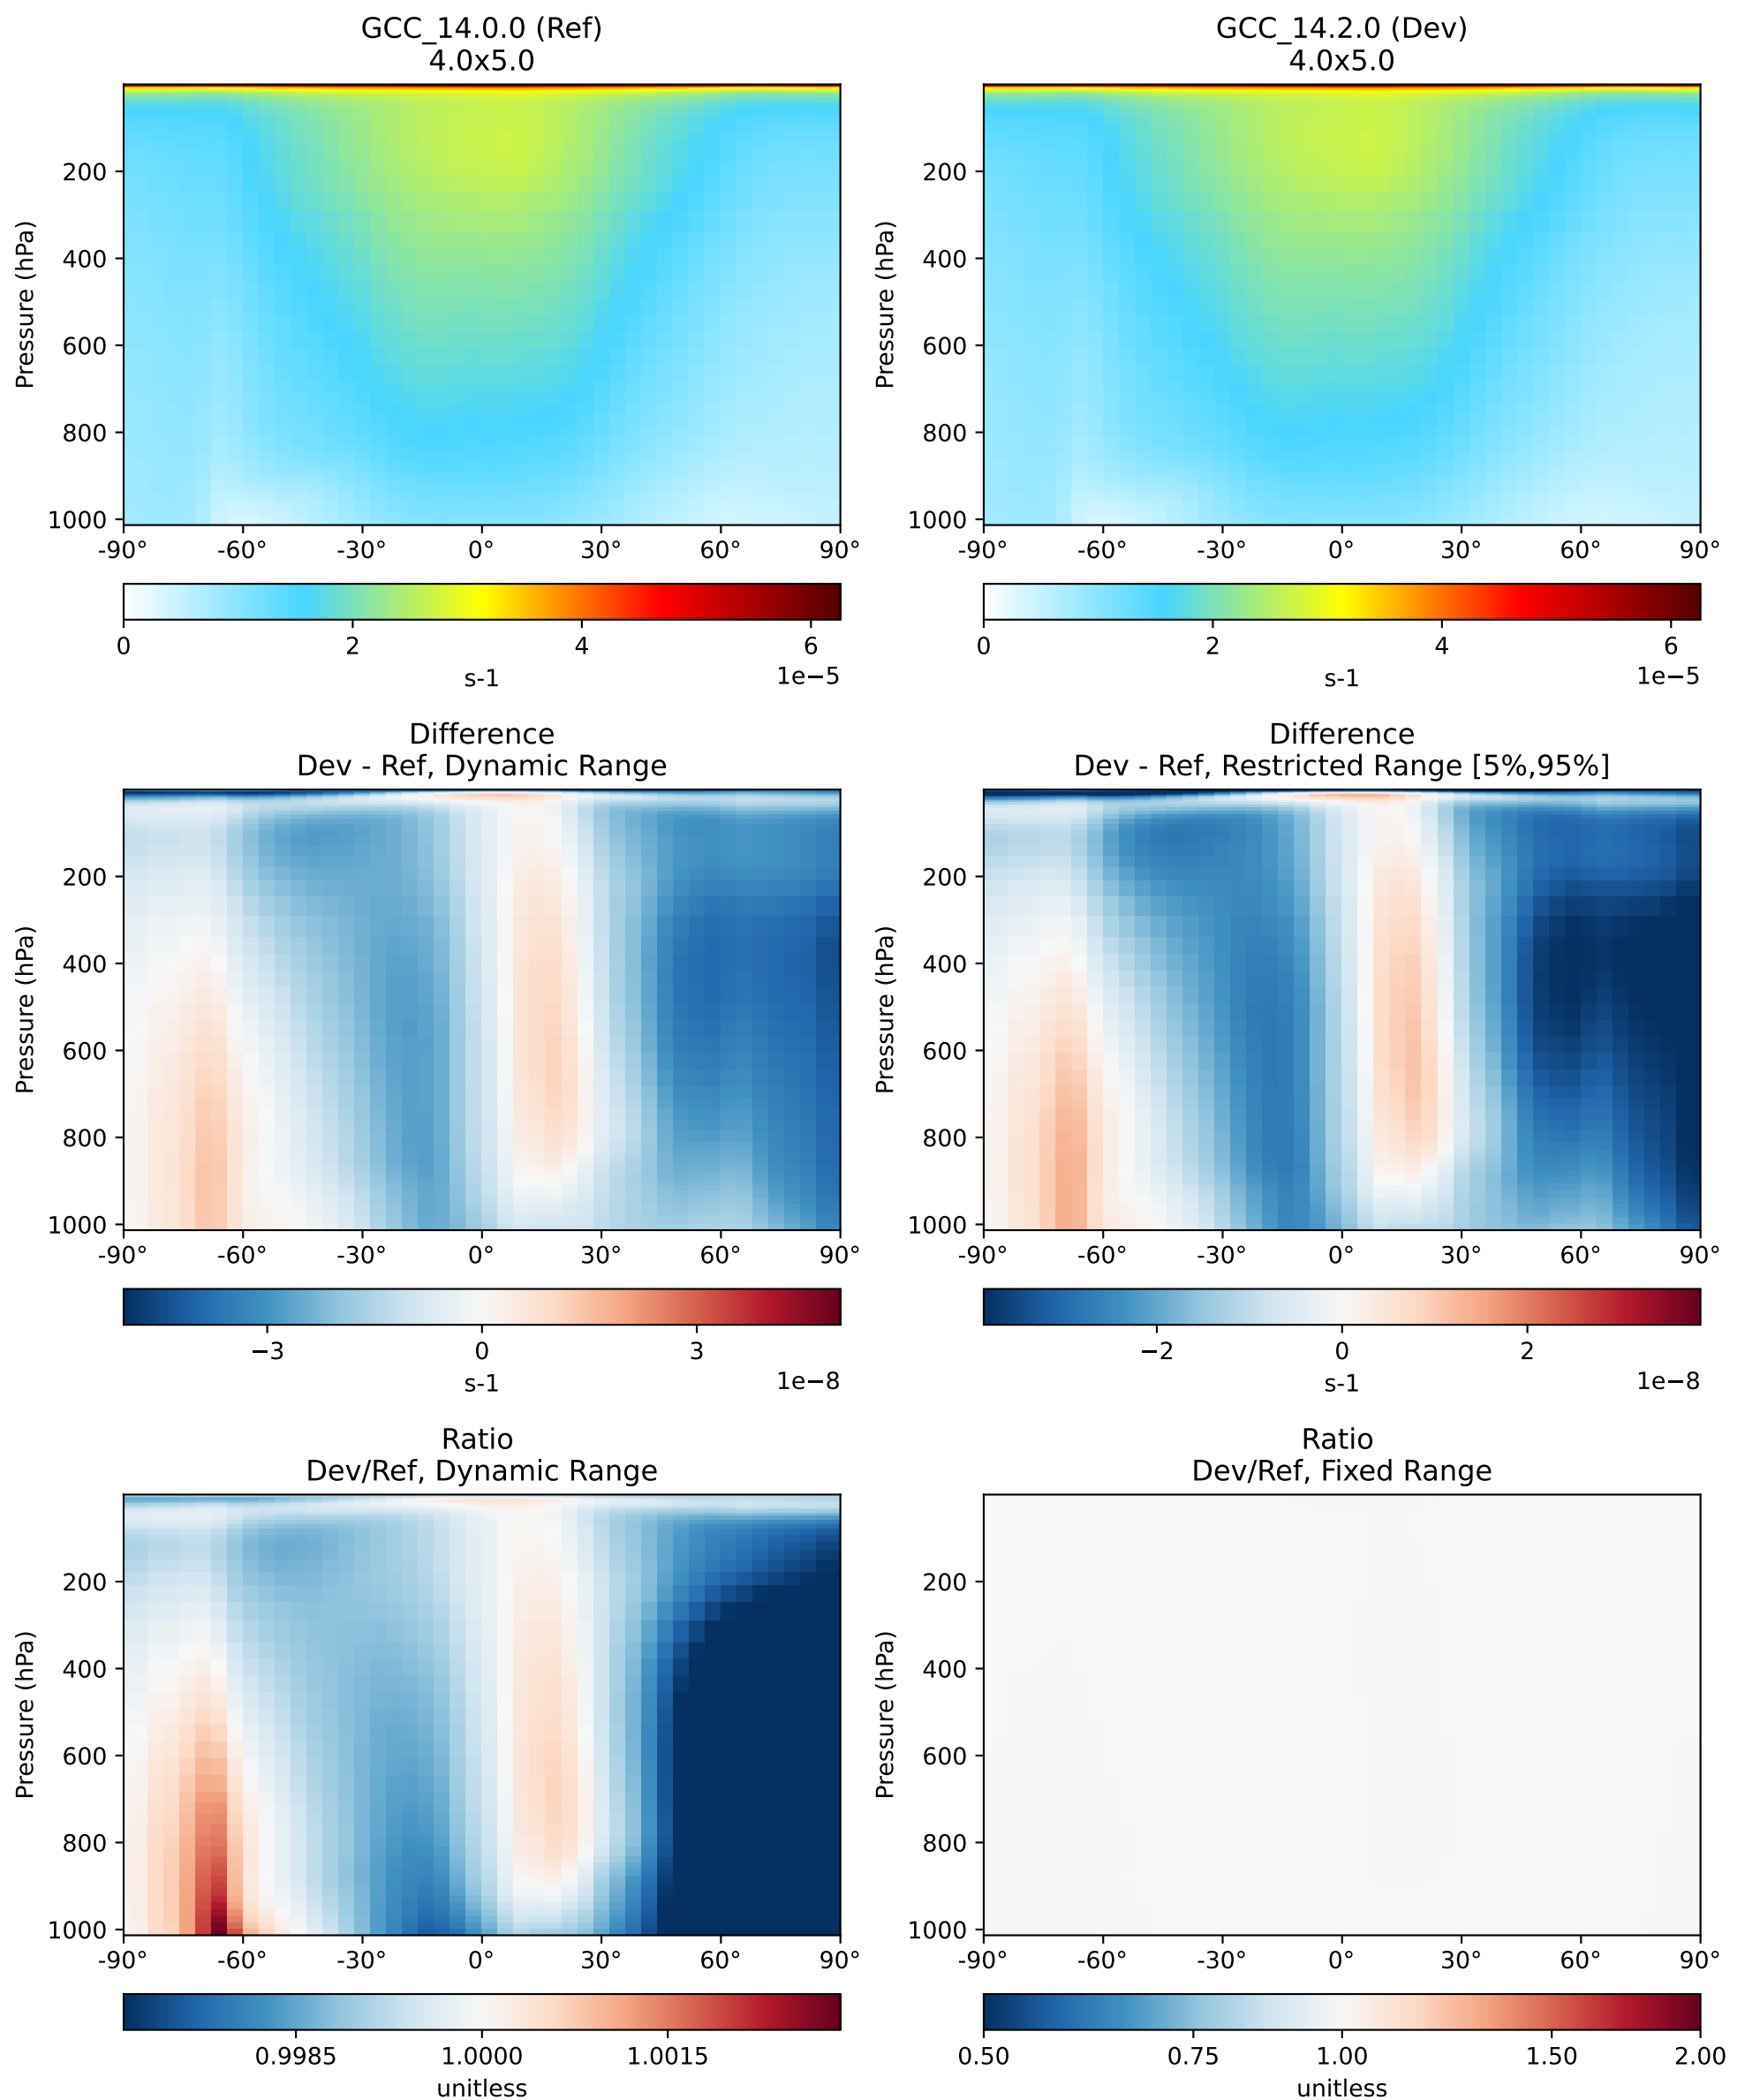 GCC_14.0.0 (Ref)
4.0x5.0
Pressure (hPa)
200
400
600
800
1000
-90° -60° -30° 0° 30° 60° 90°
0 2 4 6
s-1 1e−5
GCC_14.2.0 (Dev)
4.0x5.0
Pressure (hPa)
200
400
600
800
1000
-90° -60° -30° 0° 30° 60° 90°
0 2 4 6
s-1 1e−5
Difference
Dev - Ref, Dynamic Range
Pressure (hPa)
200
400
600
800
1000
-90° -60° -30° 0° 30° 60° 90°
−3 0 3
s-1 1e−8
Difference
Dev - Ref, Restricted Range [5%,95%]
Pressure (hPa)
200
400
600
800
1000
-90° -60° -30° 0° 30° 60° 90°
−2 0 2
s-1 1e−8
Ratio
Dev/Ref, Dynamic Range
Pressure (hPa)
200
400
600
800
1000
-90° -60° -30° 0° 30° 60° 90°
0.9985 1.0000 1.0015
unitless
Ratio
Dev/Ref, Fixed Range
Pressure (hPa)
200
400
600
800
1000
-90° -60° -30° 0° 30° 60° 90°
0.50 0.75 1.00 1.50 2.00
unitless